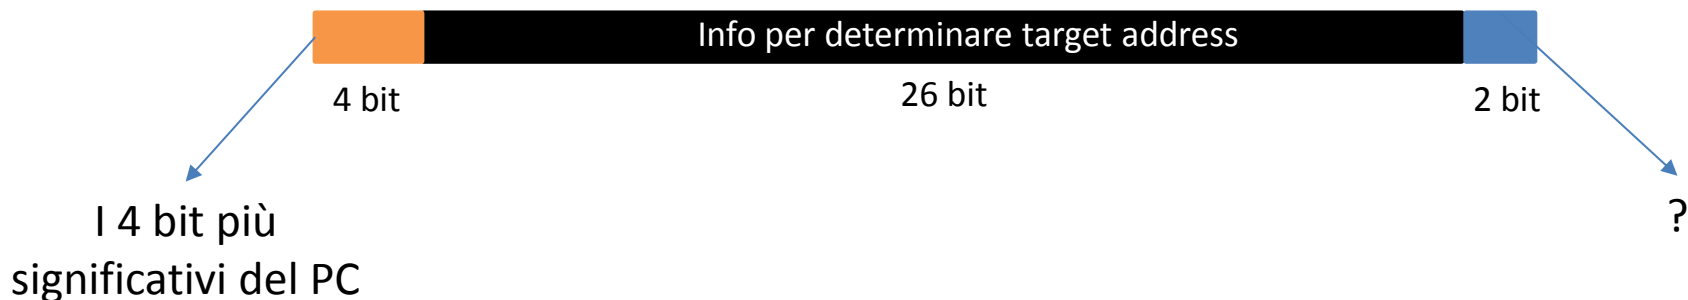 Info per determinare target address
4 bit
26 bit
2 bit
I 4 bit più
significativi del PC
?